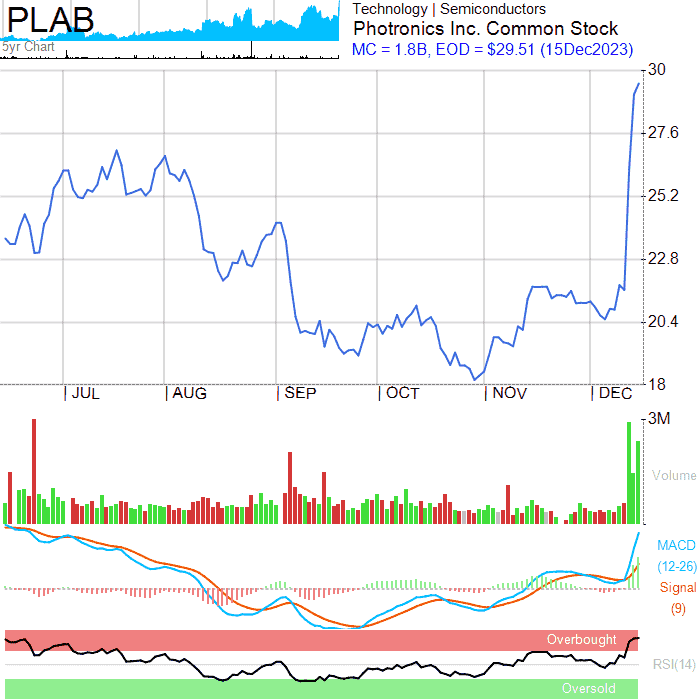 PLAB
5yr Chart
Technology | Semiconductors
Photronics Inc. Common Stock
MC = 1.8B, EOD = $29.51 (15Dec2023)
30
27.6
25.2
22.8
20.4
18
JUL AUG SEP OCT NOV DEC
3M
Volume
MACD
(12-26)
Signal
(9)
Overbought
RSI(14)
Oversold